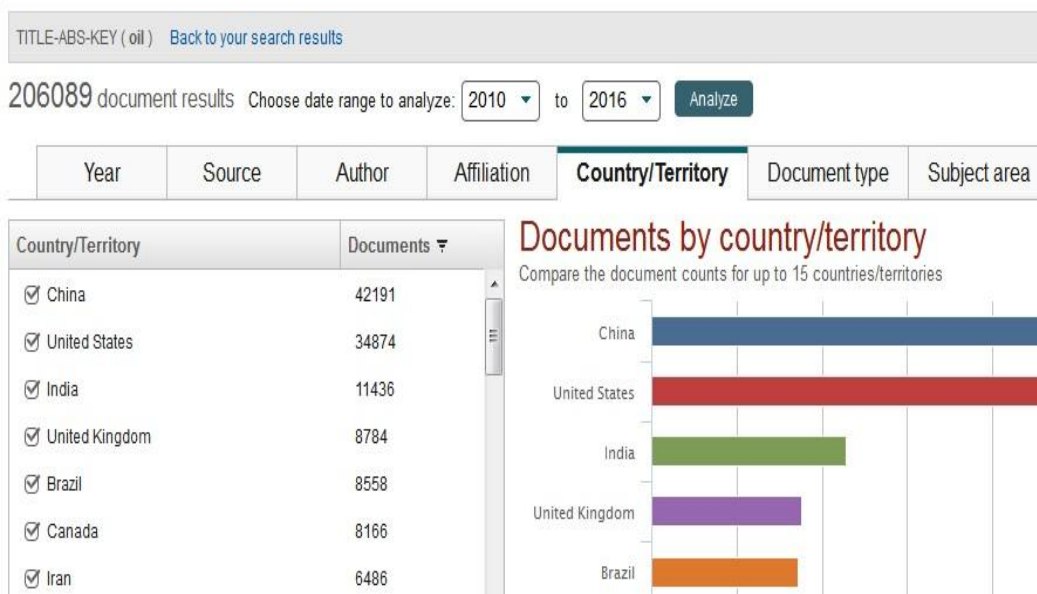 TITLE-ABS-KEY ( oil ) Back to your search results
206089 document results Choose date range to analyze: 2010 to 2016 Analyze
Year Source Author Affiliation Country/Territory Document type Subject area
Country/Territory Documents
China 42191
United States 34874
India 11436
United Kingdom 8784
Brazil 8558
Canada 8166
Iran 6486
Documents by country/territory
Compare the document counts for up to 15 countries/territories
China
United States
India
United Kingdom
Brazil